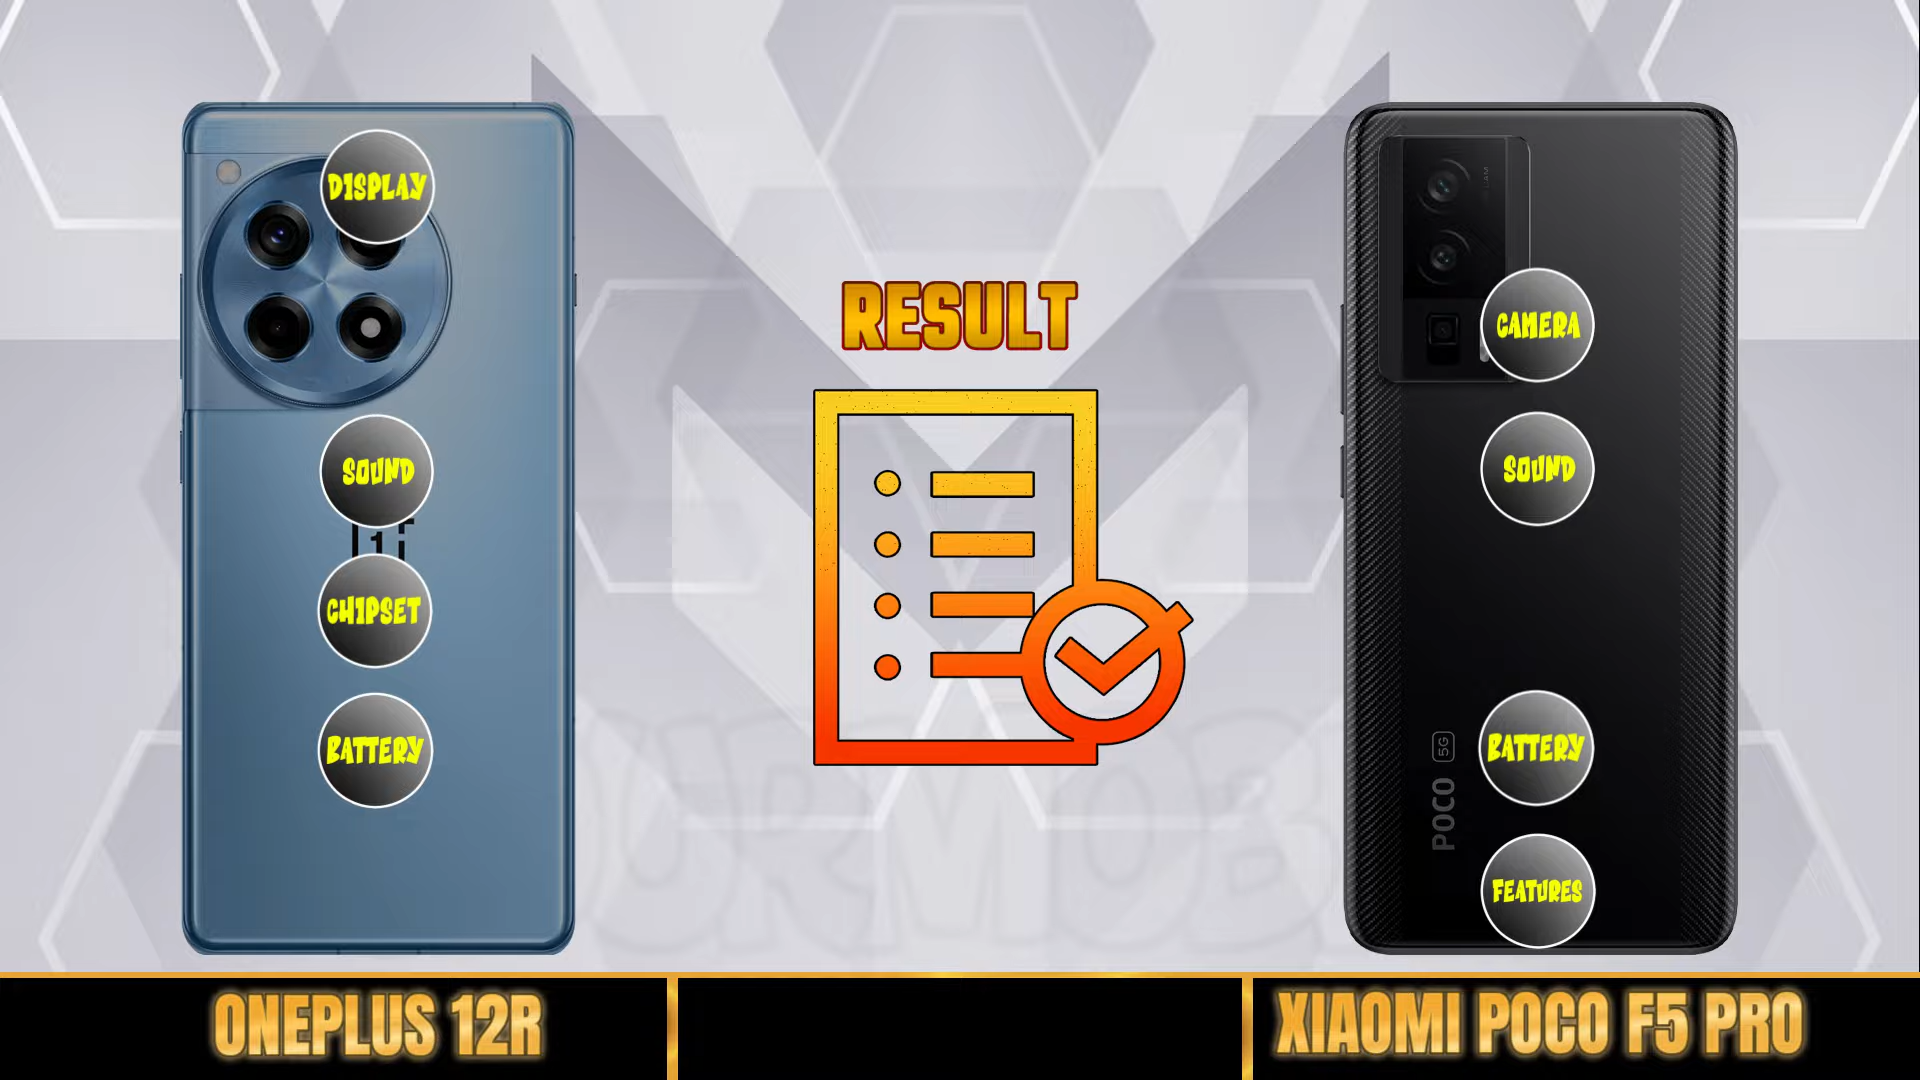 DISPLAY
CAMERA
RESULT
SOUND
SOUND
CHIPSET
BATTERY
BATTERY
5G
POCO
FEATURES
ONEPLUS 12R
XIAOMI POCO F5 PRO